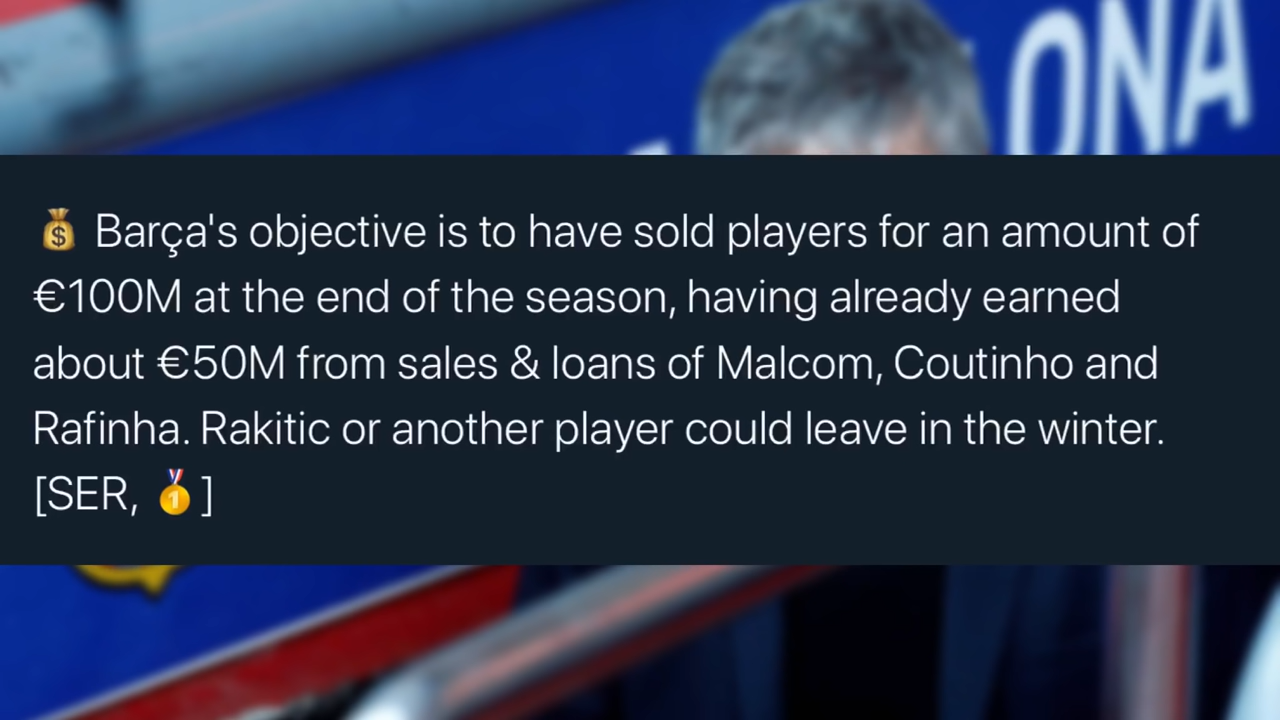 ONA
💰 Barça's objective is to have sold players for an amount of
€100M at the end of the season, having already earned
about €50M from sales & loans of Malcom, Coutinho and
Rafinha. Rakitic or another player could leave in the winter.
[SER, 🥇]